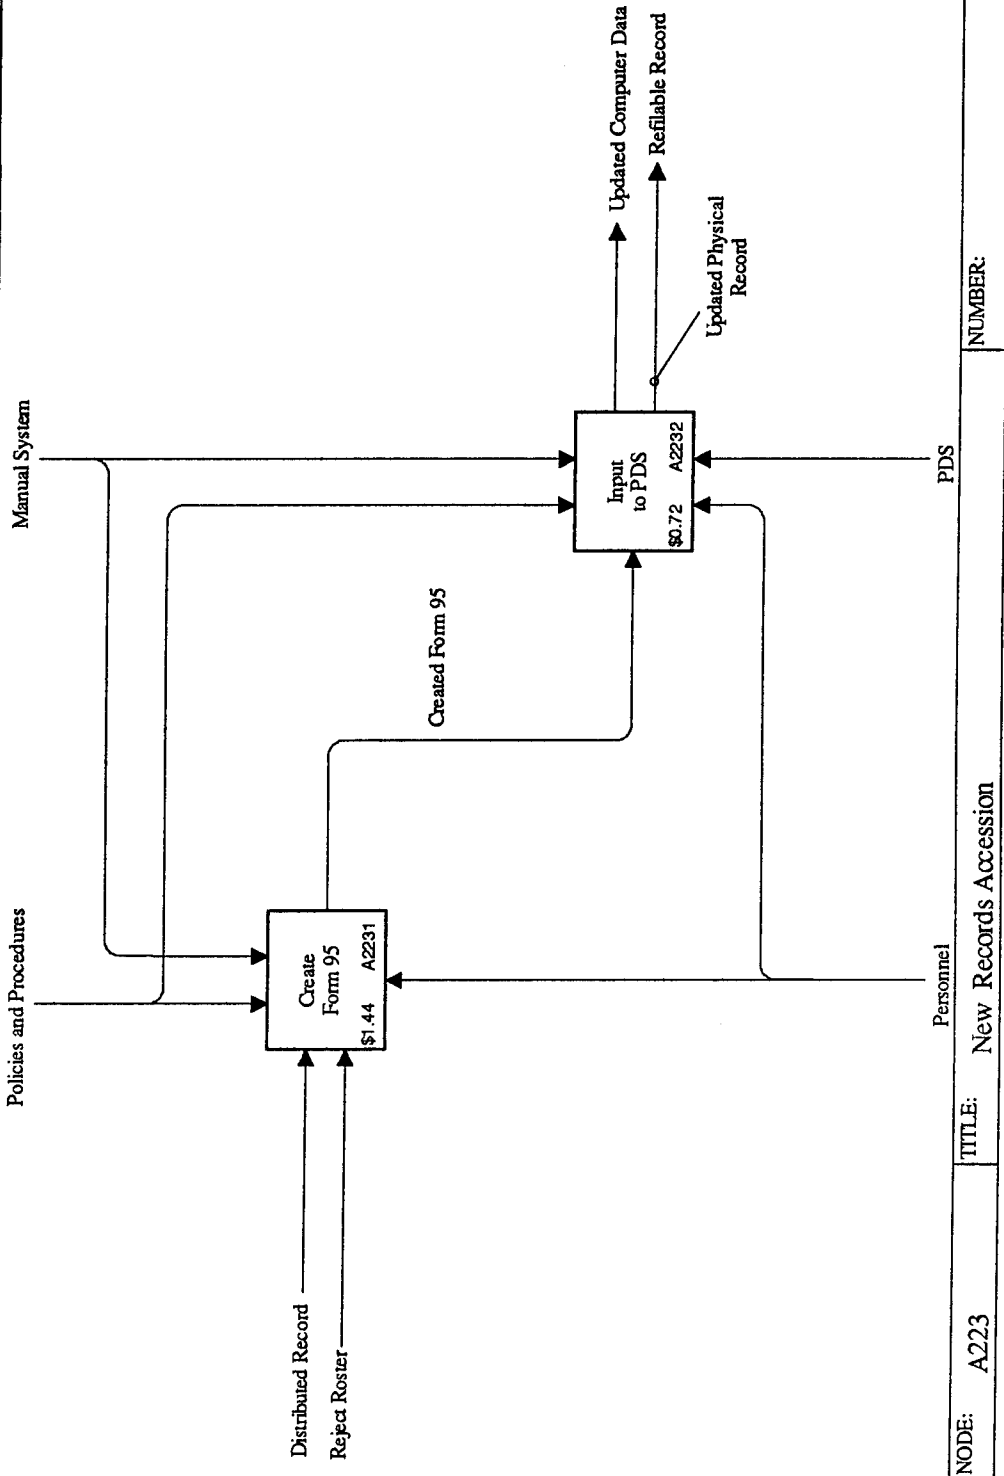 Policies and Procedures
Manual System
Distributed Record
Reject Roster
Create
Form 95
$1.44 A2231
Created Form 95
Input
to PDS
$0.72 A2232
Updated Computer Data
Refilable Record
Updated Physical
Record
Personnel
PDS
NODE: A223
TITLE: New Records Accession
NUMBER: